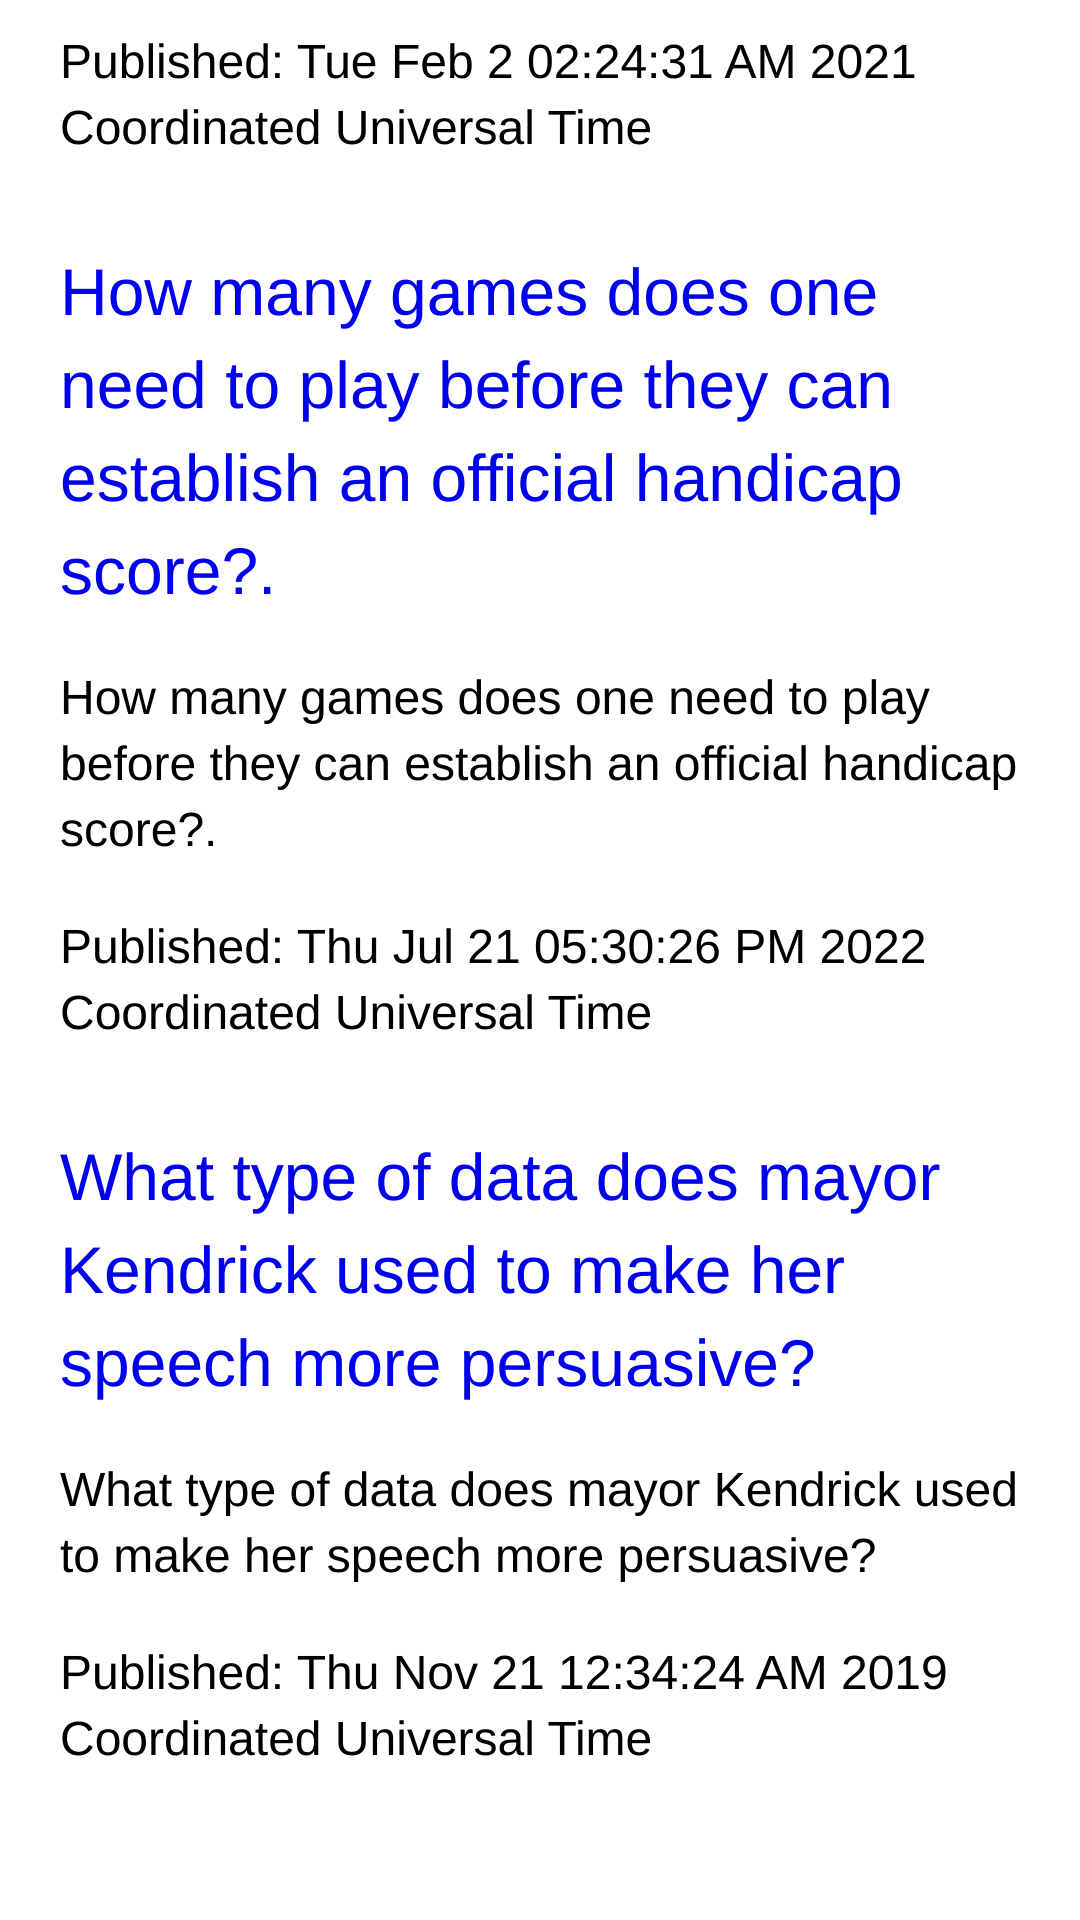 Published: Tue Feb 2 02:24:31 AM 2021
Coordinated Universal Time
How many games does one
need to play before they can
establish an official handicap
score?.
How many games does one need to play
before they can establish an official handicap
score?.
Published: Thu Jul 21 05:30:26 PM 2022
Coordinated Universal Time
What type of data does mayor
Kendrick used to make her
speech more persuasive?
What type of data does mayor Kendrick used
to make her speech more persuasive?
Published: Thu Nov 21 12:34:24 AM 2019
Coordinated Universal Time